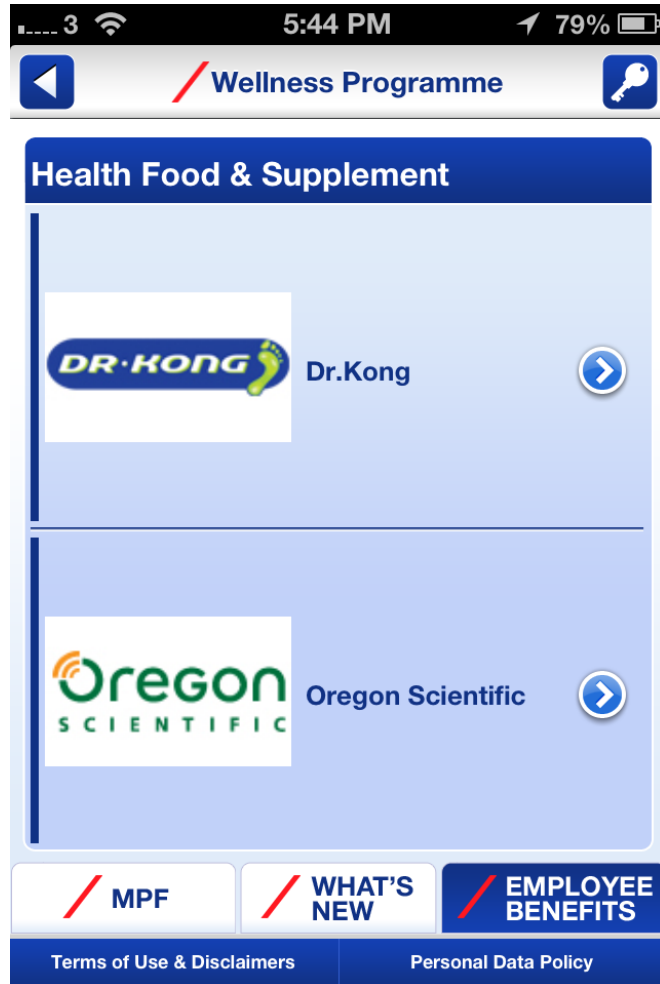 3 5:44 PM 79%
Wellness Programme
Health Food & Supplement
DR·KONG
Dr.Kong
Oregon
SCIENTIFIC
Oregon Scientific
MPF
WHAT'S
NEW
EMPLOYEE
BENEFITS
Terms of Use & Disclaimers
Personal Data Policy